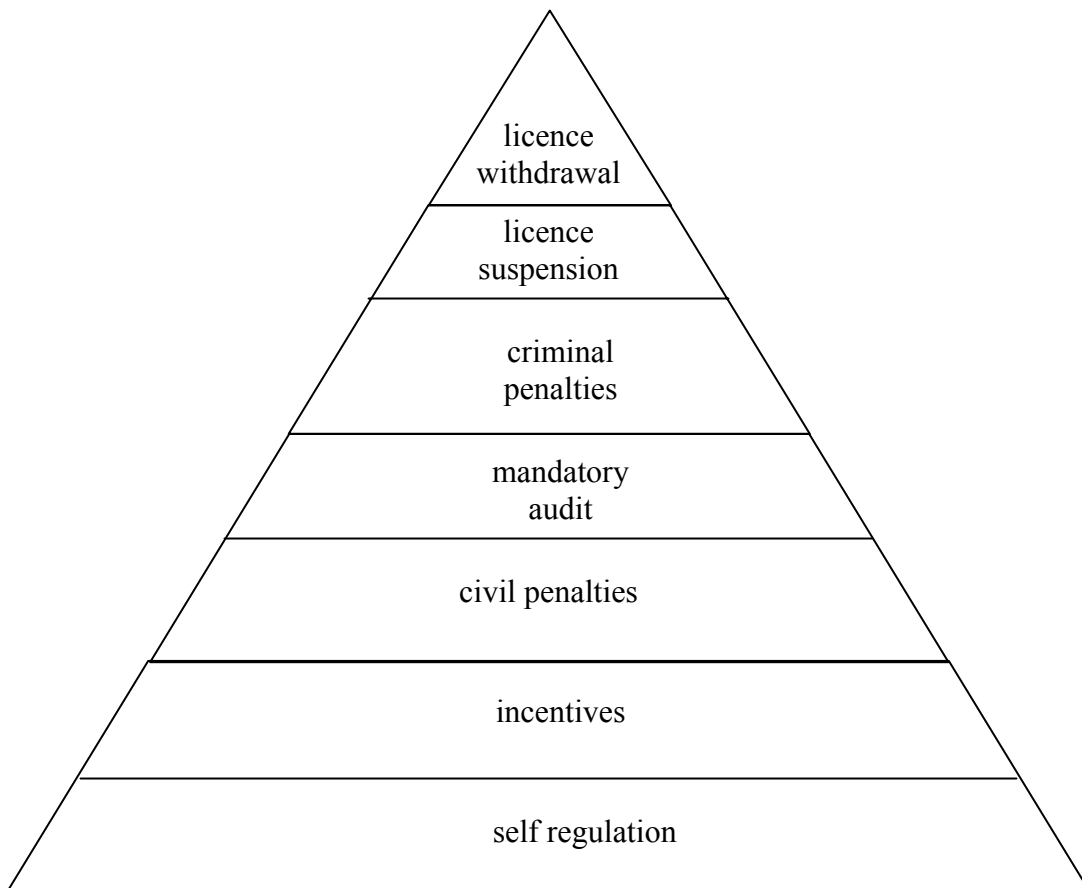 licence
withdrawal
licence
suspension
criminal
penalties
mandatory
audit
civil penalties
incentives
self regulation